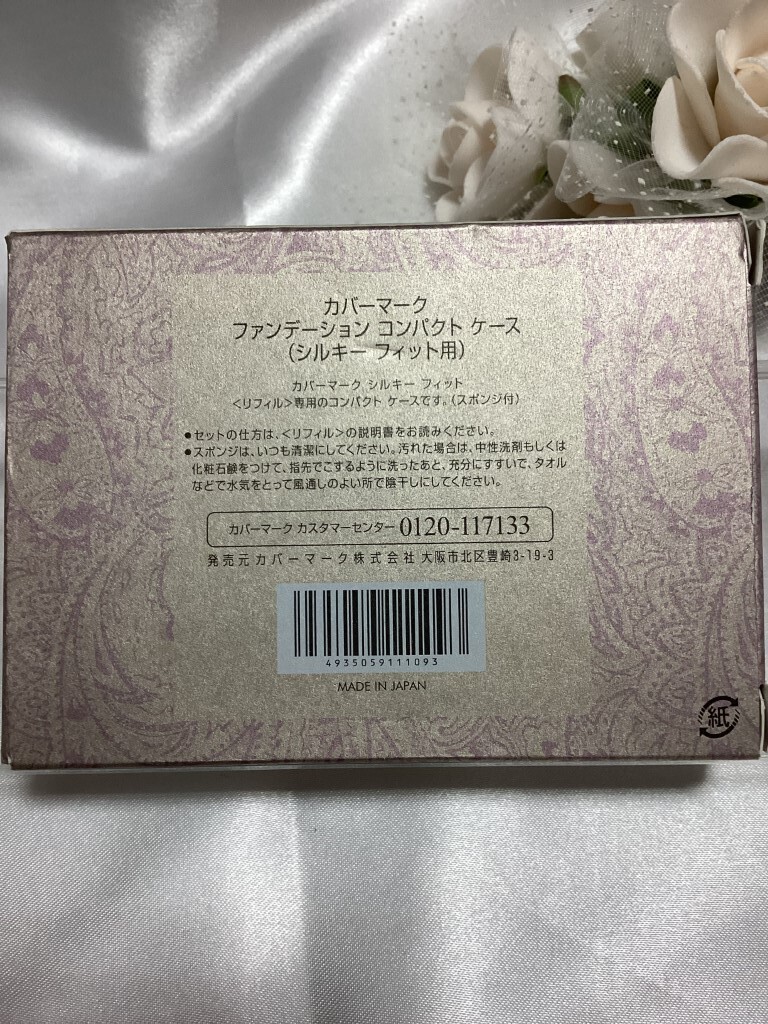 カバーマーク
ファンデーション コンパクト ケース
(シルキー フィット用)
カバーマーク シルキー フィット
<リフィル>専用のコンパクト ケースです。(スポンジ付)
●セットの仕方は、<リフィル>の説明書をお読みください。
●スポンジは、いつも清潔にしてください。汚れた場合は、中性洗剤もしくは
化粧石鹸をつけて、指先でこするように洗ったあと、充分にすすいで、タオル
などで水気をとって風通しのよい所で陰干しにしてください。
カバーマーク カスタマーセンター 0120-117133
発売元 カバーマーク株式会社 大阪市北区豊崎3-19-3
4935059111093
MADE IN JAPAN
紙